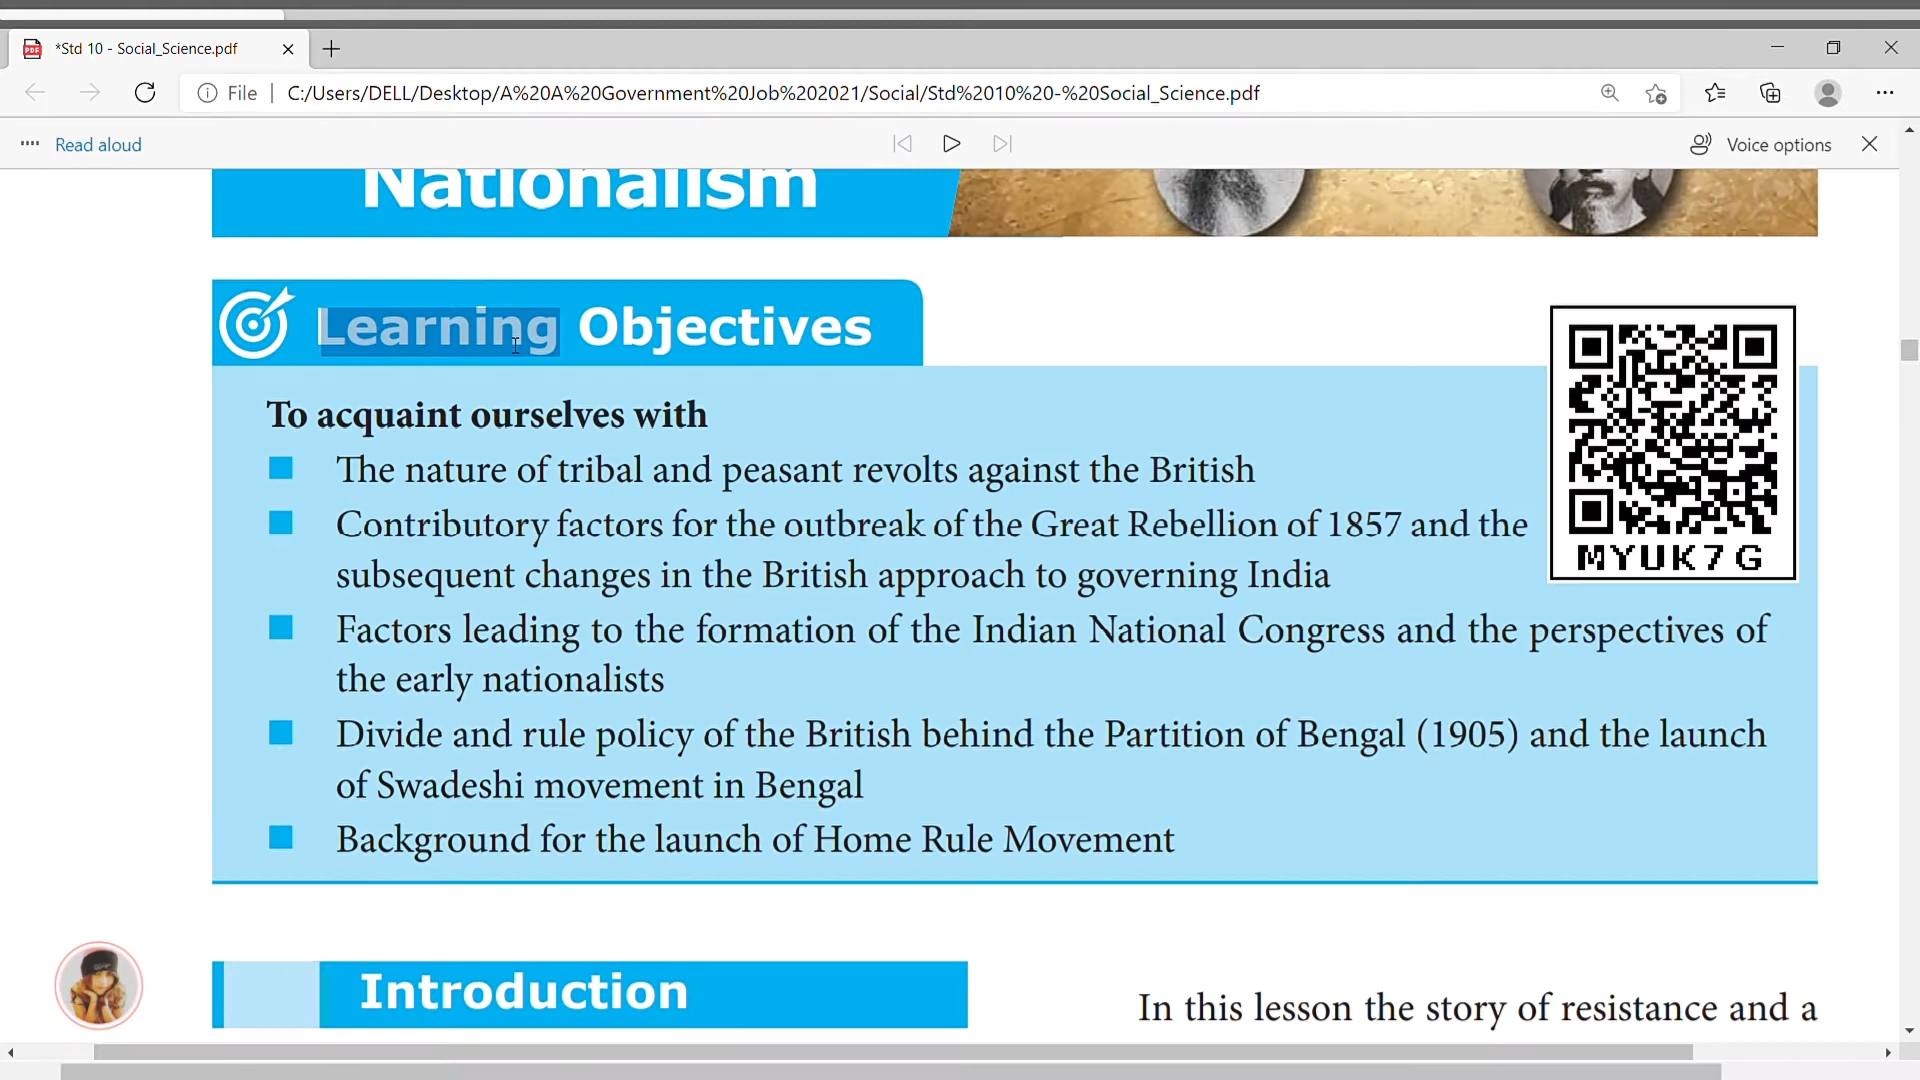 *Std 10 - Social_Science.pdf
File | C:/Users/DELL/Desktop/A%20A%20Government%20Job%202021/Social/Std%2010%20-%20Social_Science.pdf
Read aloud
Voice options
Nationalism
Learning Objectives
To acquaint ourselves with
The nature of tribal and peasant revolts against the British
Contributory factors for the outbreak of the Great Rebellion of 1857 and the
subsequent changes in the British approach to governing India
Factors leading to the formation of the Indian National Congress and the perspectives of
the early nationalists
Divide and rule policy of the British behind the Partition of Bengal (1905) and the launch
of Swadeshi movement in Bengal
Background for the launch of Home Rule Movement
MYUK7G
Introduction
In this lesson the story of resistance and a